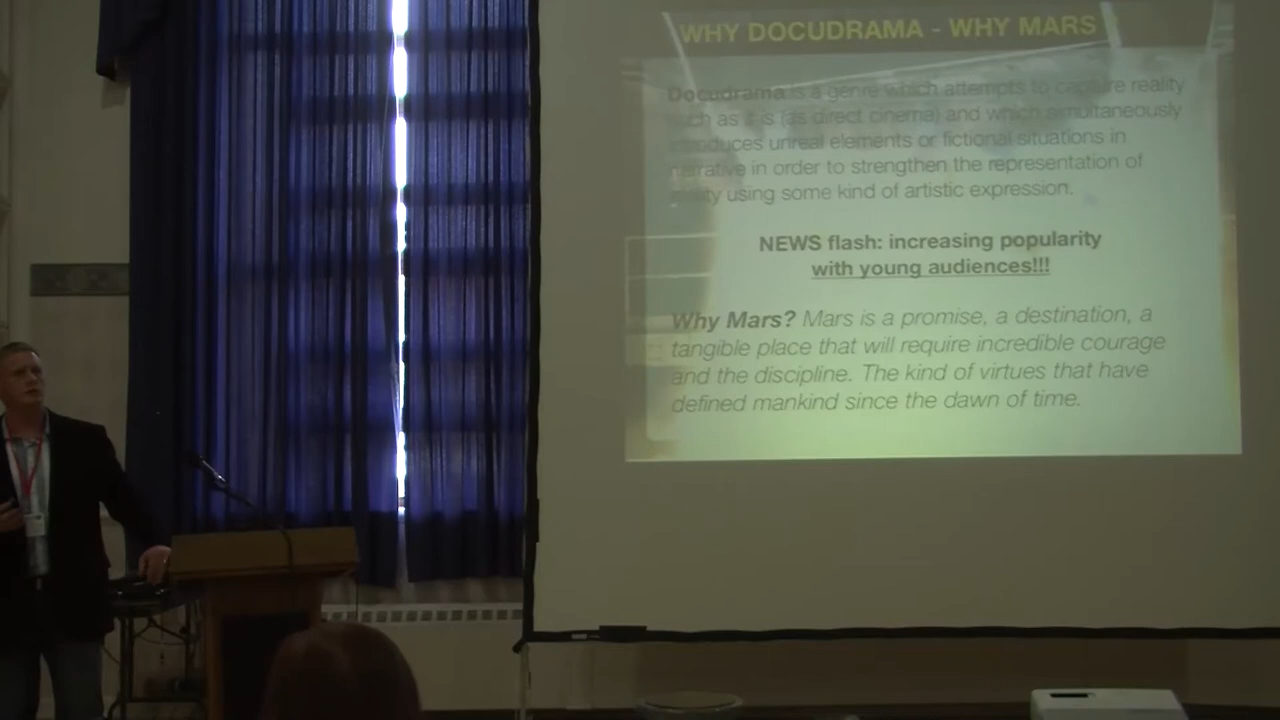 WHY DOCUDRAMA - WHY MARS
Docudrama is a genre which attempts to capture reality
such as it is (as direct cinema) and which simultaneously
introduces unreal elements or fictional situations in
narrative in order to strengthen the representation of
reality using some kind of artistic expression.
NEWS flash: increasing popularity
with young audiences!!!
Why Mars? Mars is a promise, a destination, a
tangible place that will require incredible courage
and the discipline. The kind of virtues that have
defined mankind since the dawn of time.